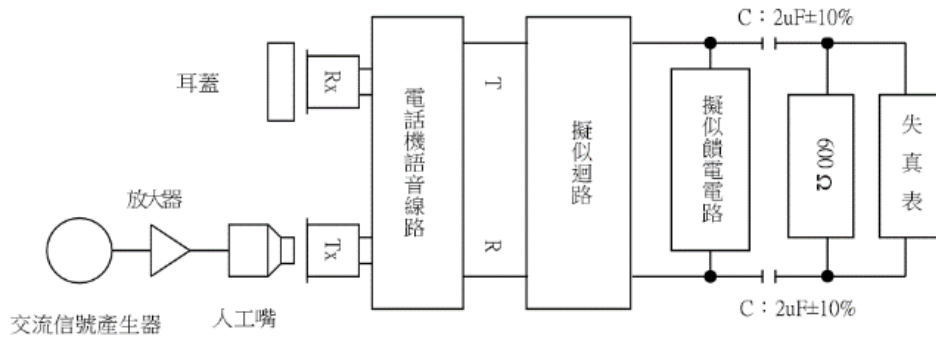 C：2uF±10%
耳蓋
Rx
電話機語音線路
T
擬似迴路
擬似饋電電路
600Ω
失真表
放大器
Tx
R
交流信號產生器
人工嘴
C：2uF±10%